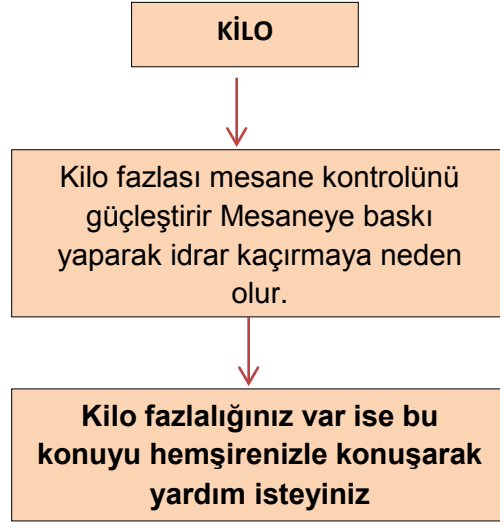 KİLO
Kilo fazlası mesane kontrolünü
güçleştirir Mesaneye baskı
yaparak idrar kaçırmaya neden
olur.
Kilo fazlalığınız var ise bu
konuyu hemşirenizle konuşarak
yardım isteyiniz